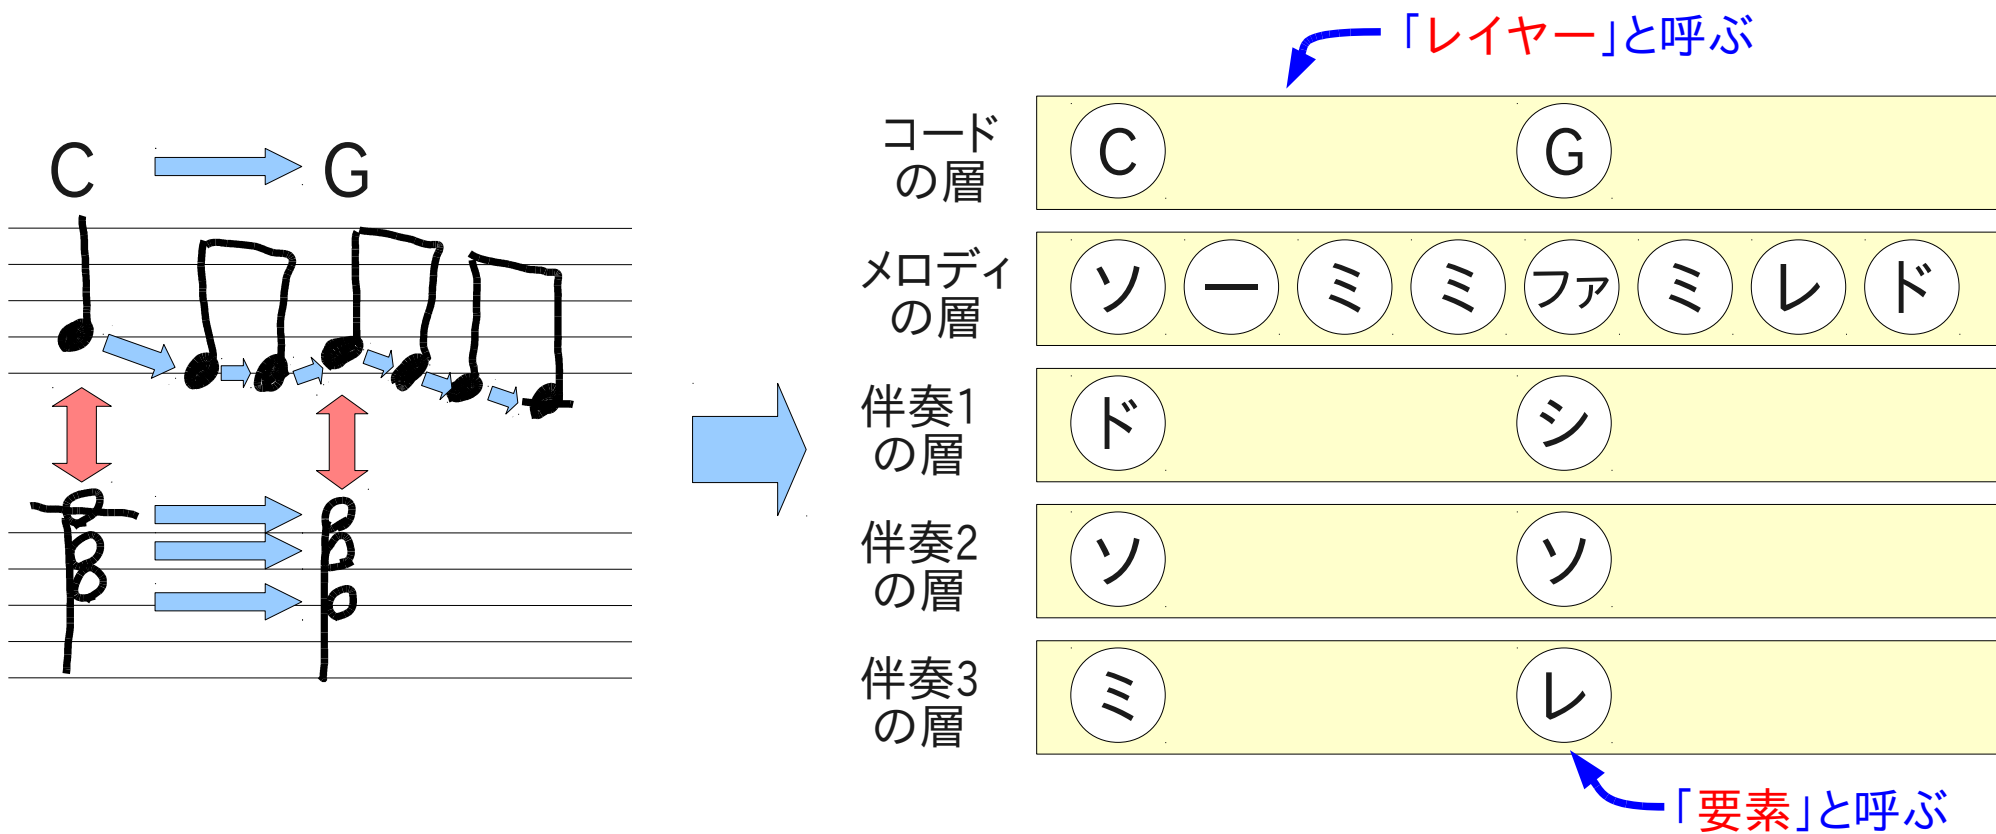 「レイヤー」と呼ぶ
C
G
コード
の層
C
G
メロディ
の層
ソ
ー
ミ
ミ
ファ
ミ
レ
ド
伴奏1
の層
ド
シ
伴奏2
の層
ソ
ソ
伴奏3
の層
ミ
レ
「要素」と呼ぶ